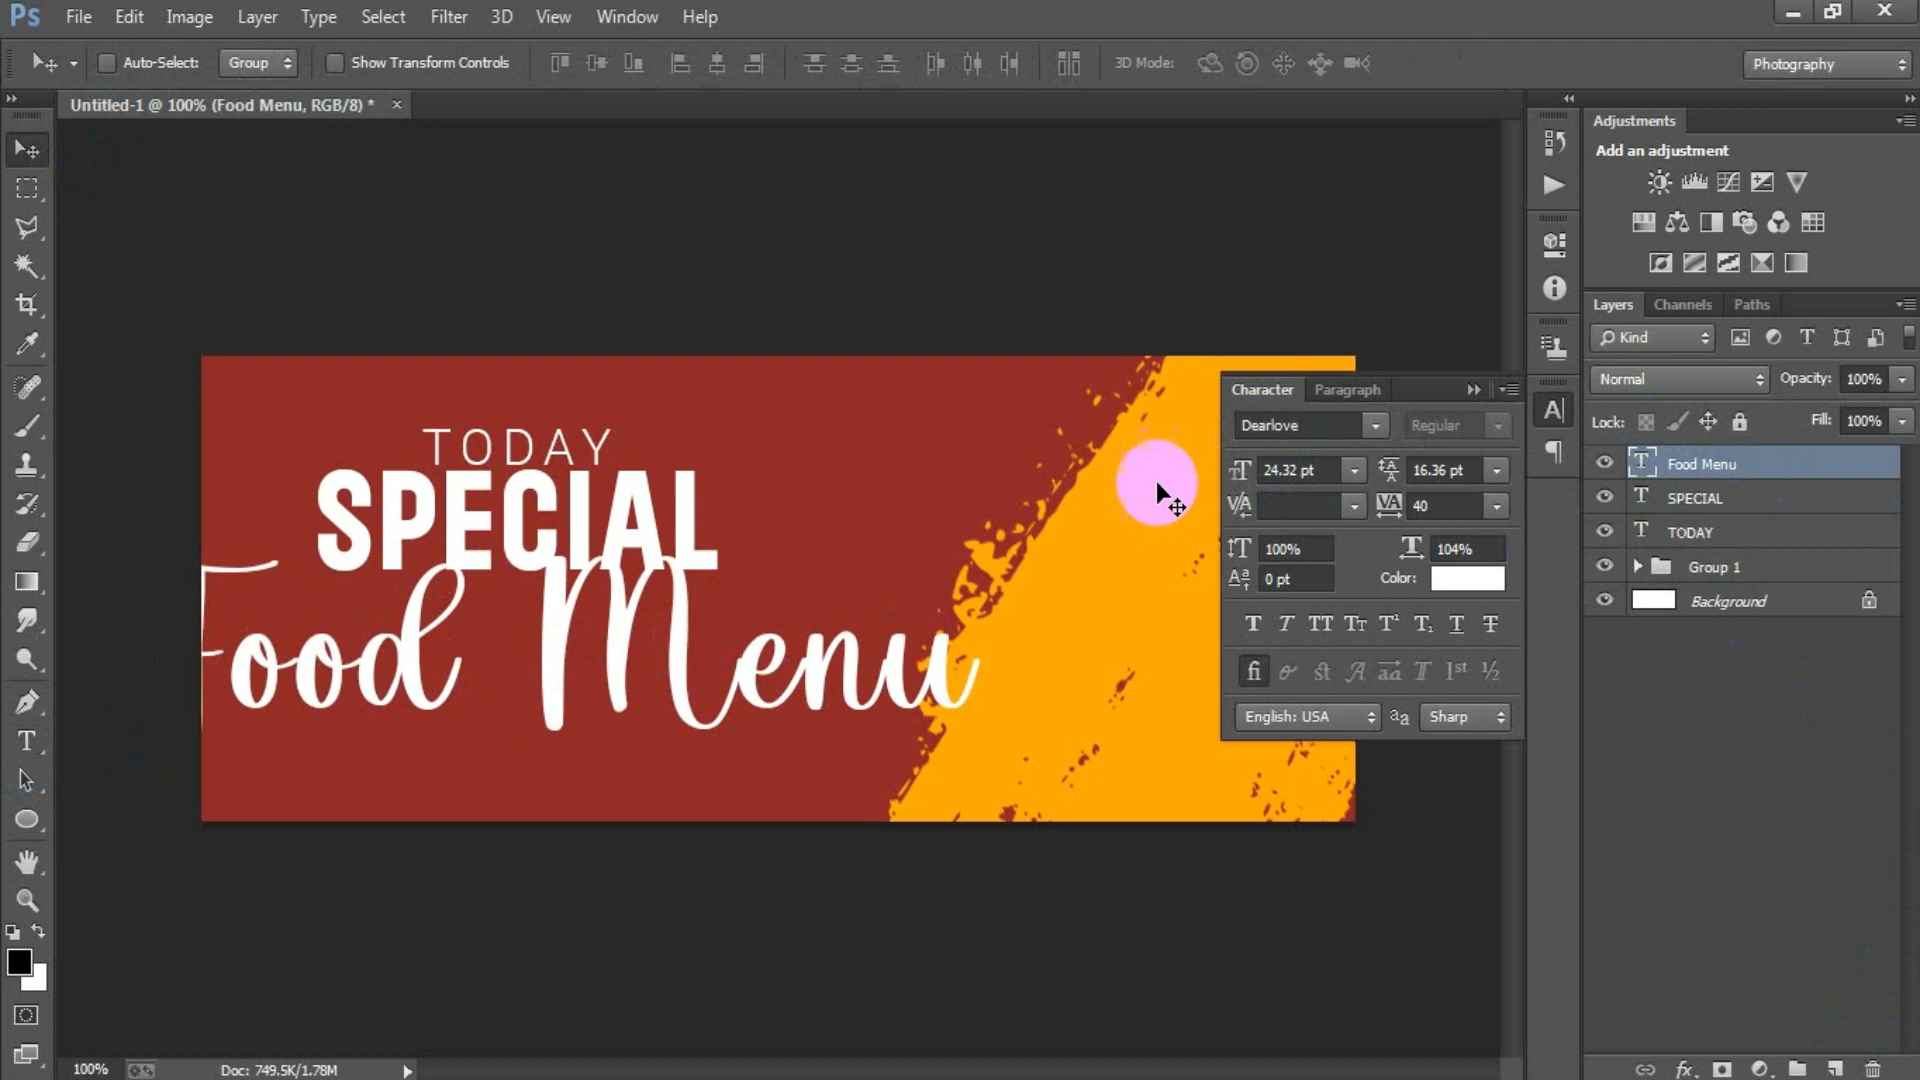 Ps File Edit Image Layer Type Select Filter 3D View Window Help
Auto-Select: Group Show Transform Controls 3D Mode: Photography
Untitled-1 @ 100% (Food Menu, RGB/8) * ×
TODAY
SPECIAL
Food Menu
Character Paragraph
Dearlove Regular
24.32 pt 16.36 pt
40
100% 104%
0 pt Color:
English: USA Sharp
Adjustments
Add an adjustment
Layers Channels Paths
Kind
Normal Opacity: 100%
Lock: Fill: 100%
Food Menu
SPECIAL
TODAY
Group 1
Background
100% Doc: 749.5K/1.78M